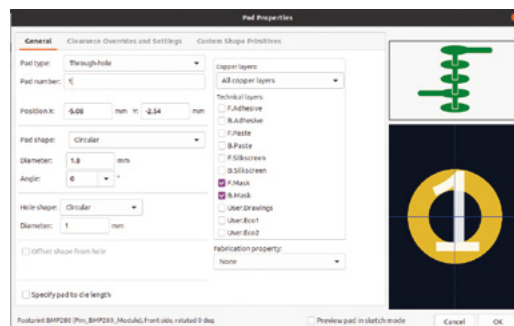 Pad Properties
General Clearance Overrides and Settings Custom Shape Primitives
Pad type: Through-hole
Pad number: 1
Position X: -5.08 mm Y: -2.54 mm
Pad shape: Circular
Diameter: 1.8 mm
Angle: 0 °
Hole shape: Circular
Diameter: 1 mm
Offset shape from hole
Specify pad to die length
Copper layers:
All copper layers
Technical layers:
F.Adhesive
B.Adhesive
F.Paste
B.Paste
F.Silkscreen
B.Silkscreen
F.Mask
B.Mask
User.Drawings
User.Eco1
User.Eco2
Fabrication property:
None
1
Footprint BMP280 (Pim_BMP280_Module), front side, rotated 0 deg
Preview pad in sketch mode
Cancel OK